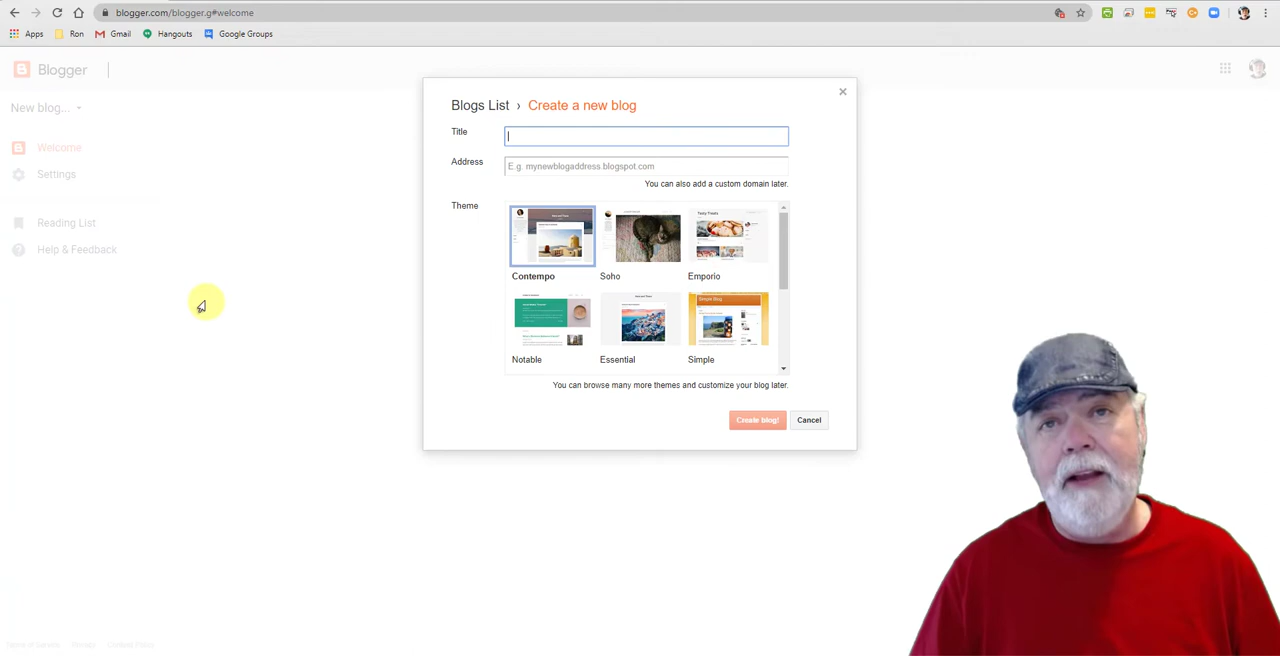 blogger.com/blogger.g#welcome
Apps Ron Gmail Hangouts Google Groups
Blogger
New blog...
Welcome
Settings
Reading List
Help & Feedback
Blogs List › Create a new blog
Title
Address E.g. mynewblogaddress.blogspot.com
You can also add a custom domain later.
Theme
Contempo Soho Emporio
Simple Blog
Notable Essential Simple
You can browse many more themes and customize your blog later.
Create blog! Cancel